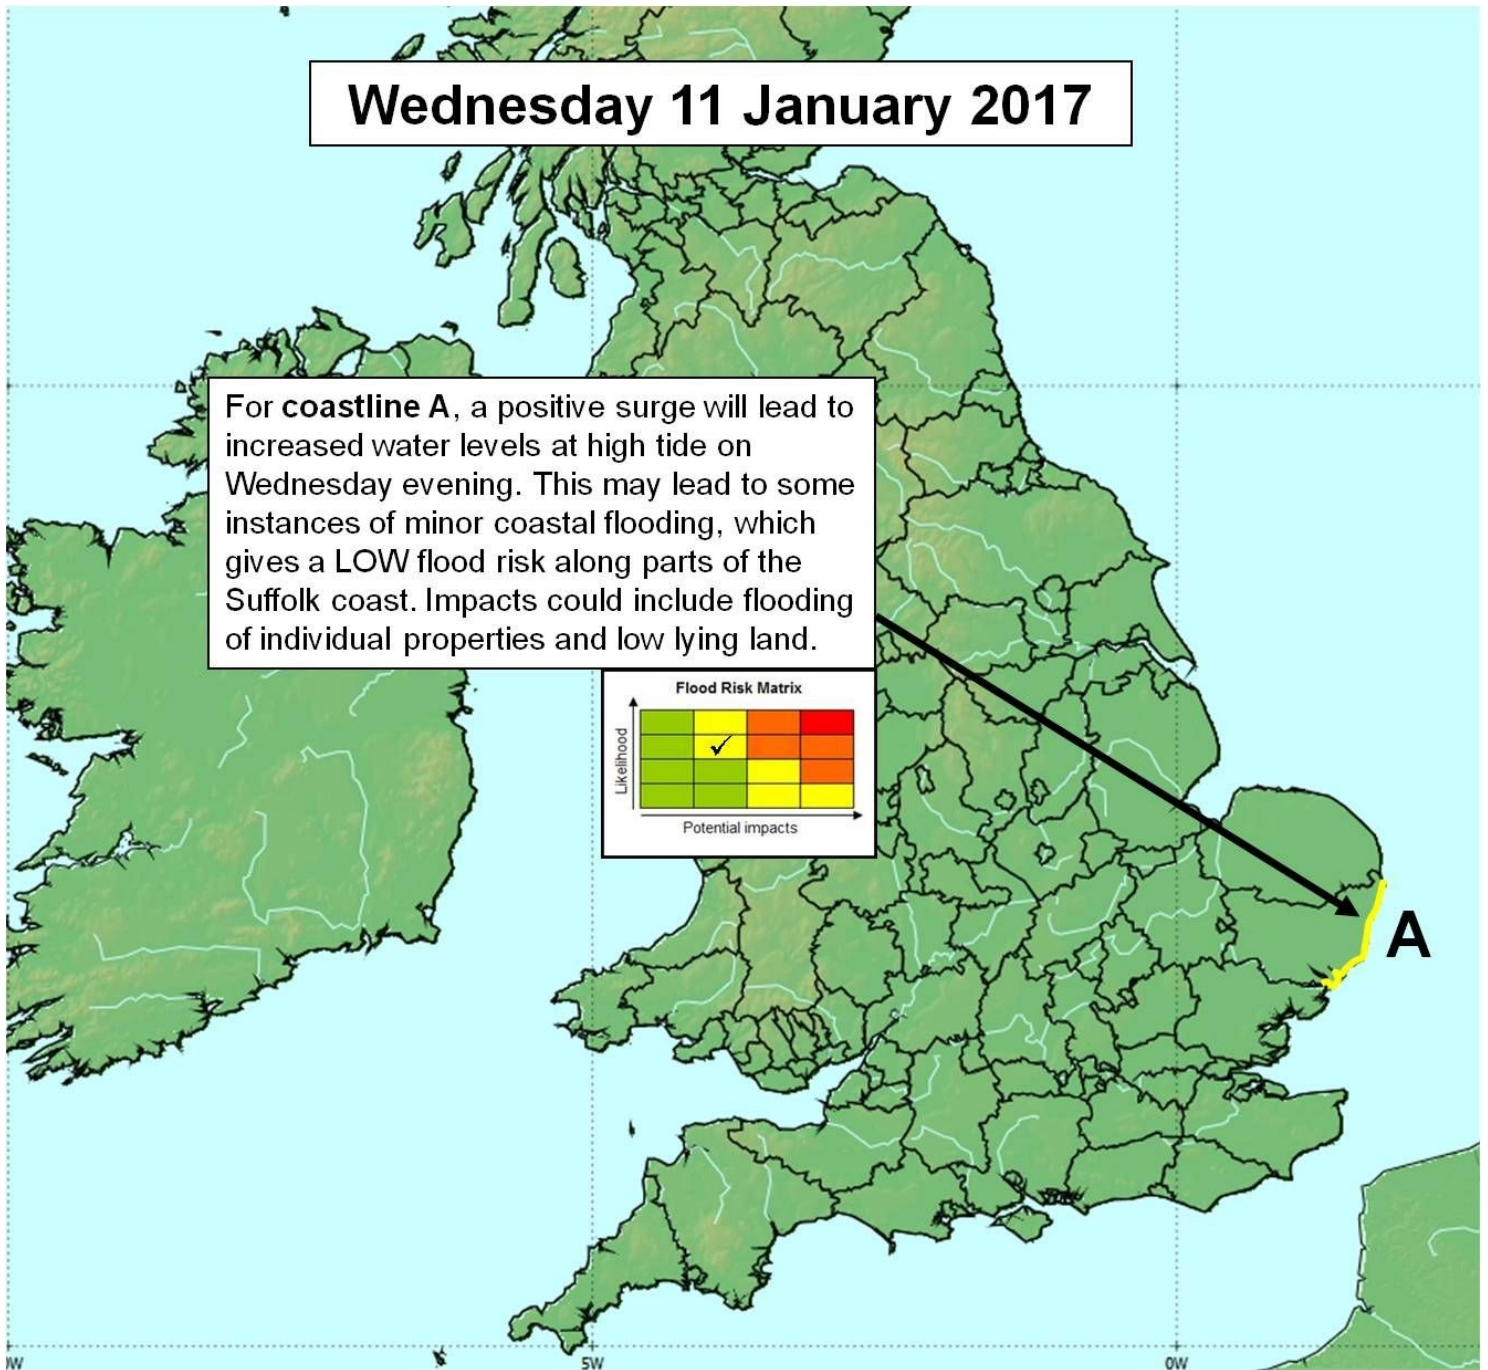 Wednesday 11 January 2017
For coastline A, a positive surge will lead to
increased water levels at high tide on
Wednesday evening. This may lead to some
instances of minor coastal flooding, which
gives a LOW flood risk along parts of the
Suffolk coast. Impacts could include flooding
of individual properties and low lying land.
Flood Risk Matrix
Likelihood
Potential impacts
A
W
5W
0W